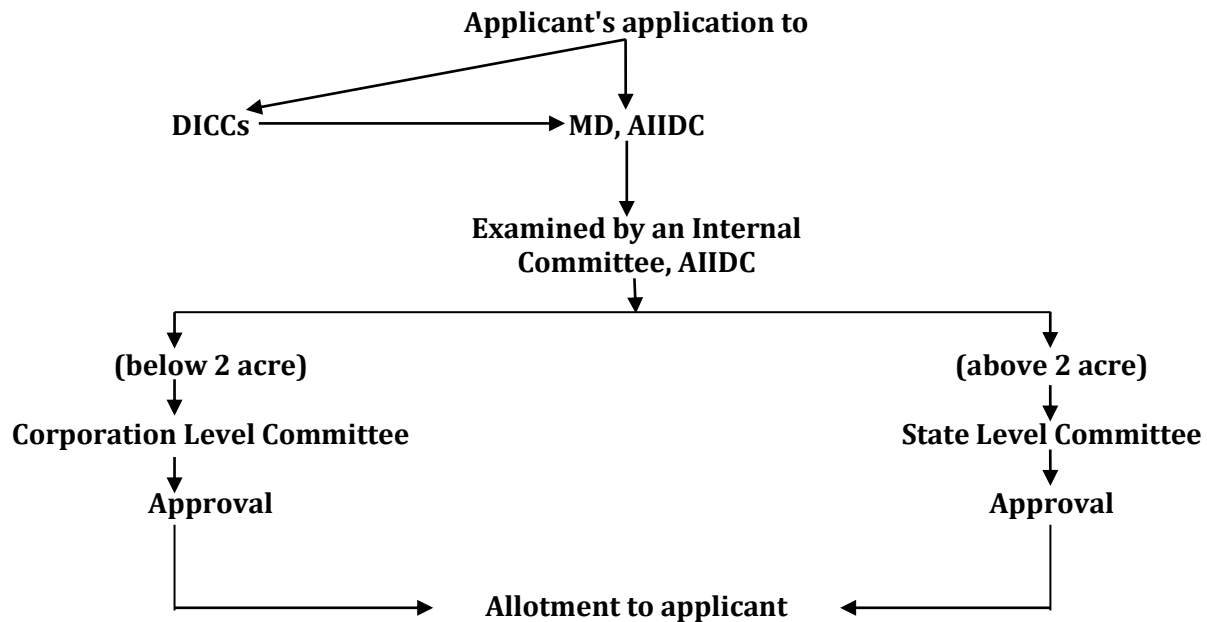 Applicant's application to
DICCs
MD, AIIDC
Examined by an Internal
Committee, AIIDC
(below 2 acre)
(above 2 acre)
Corporation Level Committee
State Level Committee
Approval
Approval
Allotment to applicant